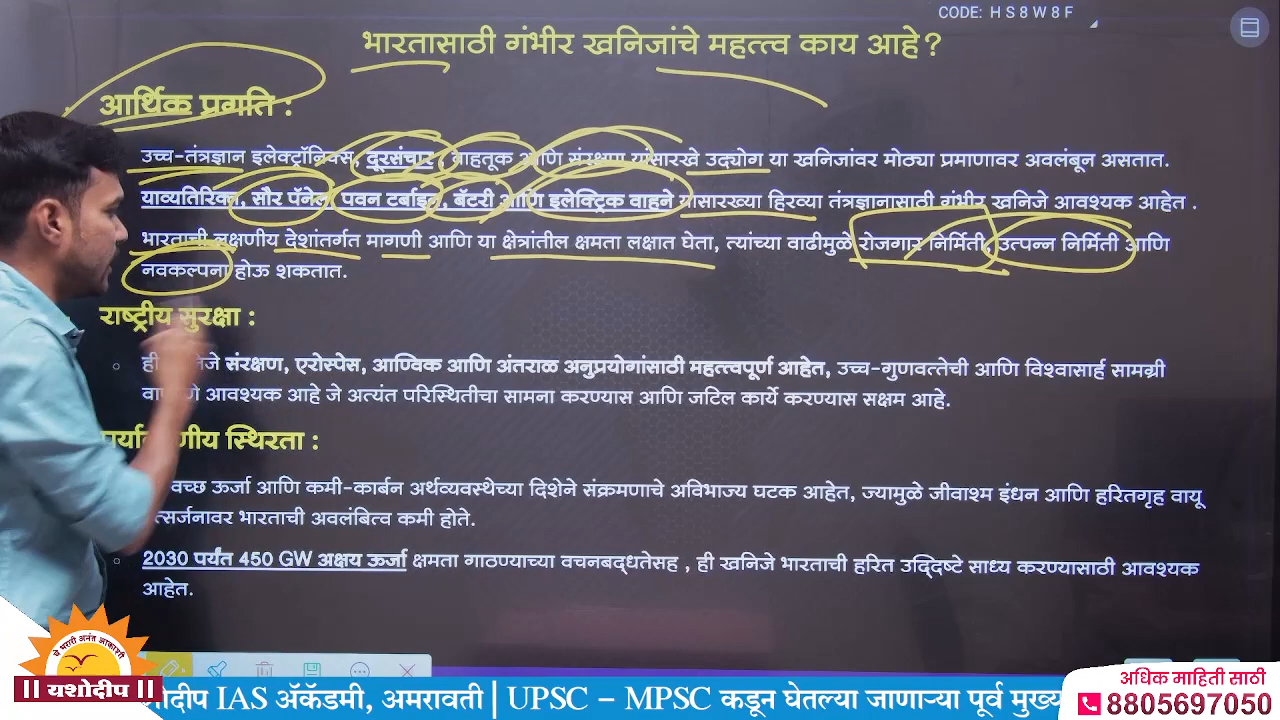 CODE: H S 8 W 8 F
भारतासाठी गंभीर खनिजांचे महत्त्व काय आहे?
आर्थिक प्रगति :
उच्च-तंत्रज्ञान इलेक्ट्रॉनिक्स, दूरसंचार , वाहतूक आणि संरक्षण यांसारखे उद्योग या खनिजांवर मोठ्या प्रमाणावर अवलंबून असतात.
याव्यतिरिक्त, सौर पॅनेल, पवन टर्बाइन, बॅटरी आणि इलेक्ट्रिक वाहने यांसारख्या हिरव्या तंत्रज्ञानासाठी गंभीर खनिजे आवश्यक आहेत .
भारताची लक्षणीय देशांतर्गत मागणी आणि या क्षेत्रांतील क्षमता लक्षात घेता, त्यांच्या वाढीमुळे रोजगार निर्मिती, उत्पन्न निर्मिती आणि
नवकल्पना होऊ शकतात.
राष्ट्रीय सुरक्षा :
संरक्षण, एरोस्पेस, आण्विक आणि अंतराळ अनुप्रयोगांसाठी महत्त्वपूर्ण आहेत, उच्च-गुणवत्तेची आणि विश्वासार्ह सामग्री
आवश्यक आहे जे अत्यंत परिस्थितीचा सामना करण्यास आणि जटिल कार्ये करण्यास सक्षम आहे.
स्थिरता :
ऊर्जा आणि कमी-कार्बन अर्थव्यवस्थेच्या दिशेने संक्रमणाचे अविभाज्य घटक आहेत, ज्यामुळे जीवाश्म इंधन आणि हरितगृह वायू
भारताची अवलंबित्व कमी होते.
2030 पर्यंत 450 GW अक्षय ऊर्जा क्षमता गाठण्याच्या वचनबद्धतेसह , ही खनिजे भारताची हरित उद्दिष्टे साध्य करण्यासाठी आवश्यक
आहेत.
ll यशोदीप ll
IAS ॲकॅडमी, अमरावती | UPSC – MPSC कडून घेतल्या जाणाऱ्या पूर्व मुख्य
अधिक माहिती साठी
8805697050